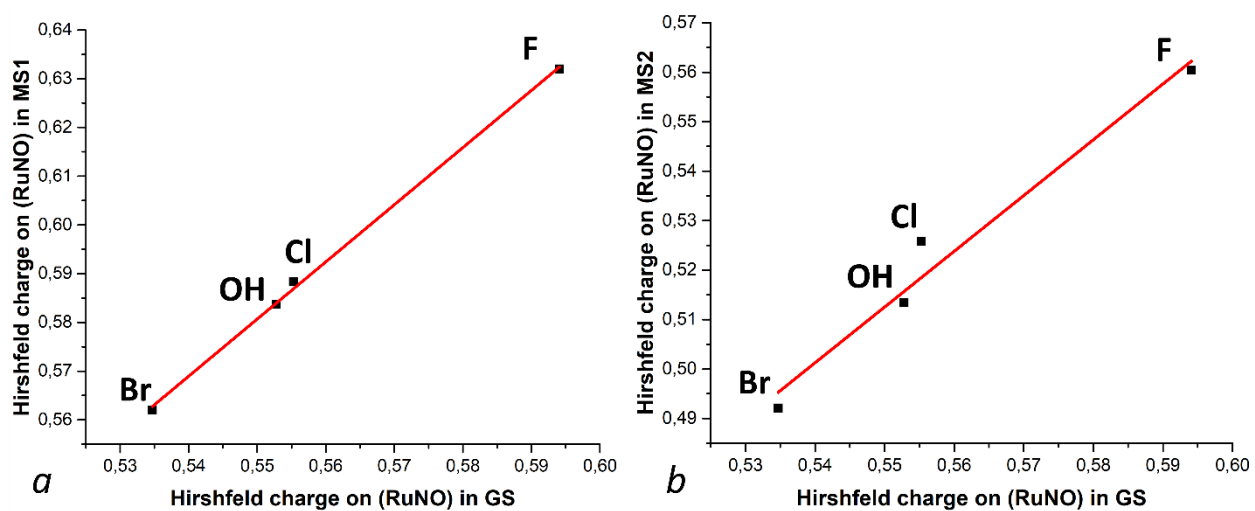 Hirshfeld charge on (RuNO) in MS1
0,64
0,63
0,62
0,61
0,60
0,59
0,58
0,57
0,56
F
Cl
OH
Br
0,53 0,54 0,55 0,56 0,57 0,58 0,59 0,60
a
Hirshfeld charge on (RuNO) in GS
Hirshfeld charge on (RuNO) in MS2
0,57
0,56
0,55
0,54
0,53
0,52
0,51
0,50
0,49
F
Cl
OH
Br
0,53 0,54 0,55 0,56 0,57 0,58 0,59 0,60
b
Hirshfeld charge on (RuNO) in GS